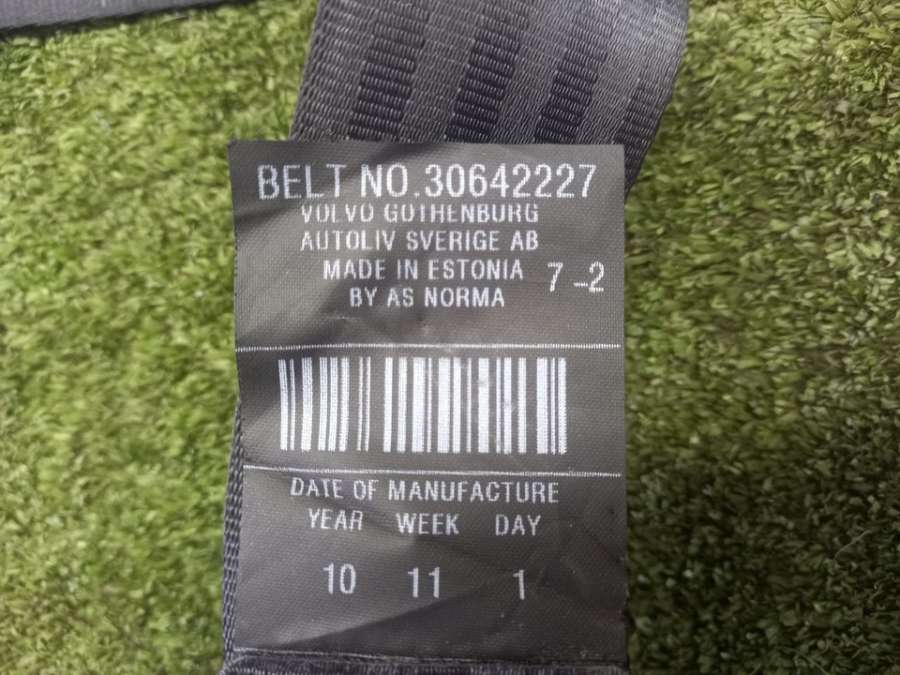 BELT NO.30642227
VOLVO GOTHENBURG
AUTOLIV SVERIGE AB
MADE IN ESTONIA 7-2
BY AS NORMA
DATE OF MANUFACTURE
YEAR WEEK DAY
10 11 1